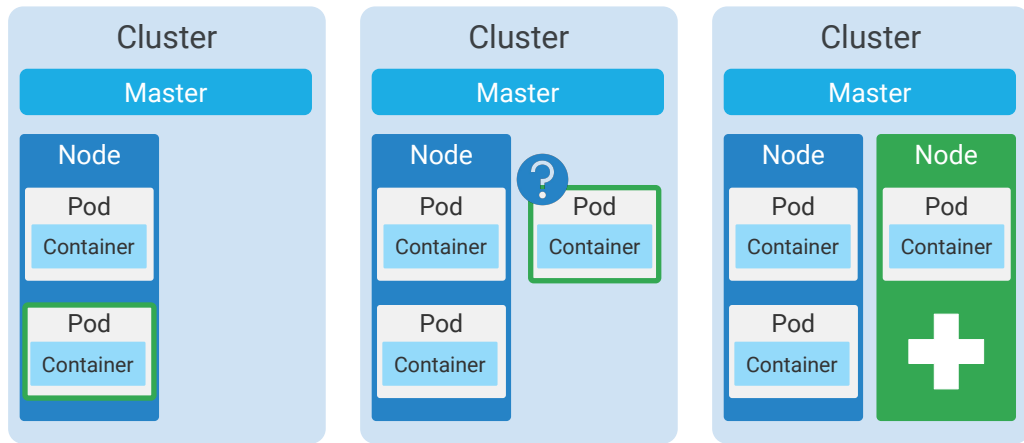 Cluster
Master
Node
Pod
Container
Pod
Container
Cluster
Master
Node
?
Pod
Container
Pod
Container
Pod
Container
Cluster
Master
Node
Pod
Container
Pod
Container
Node
Pod
Container